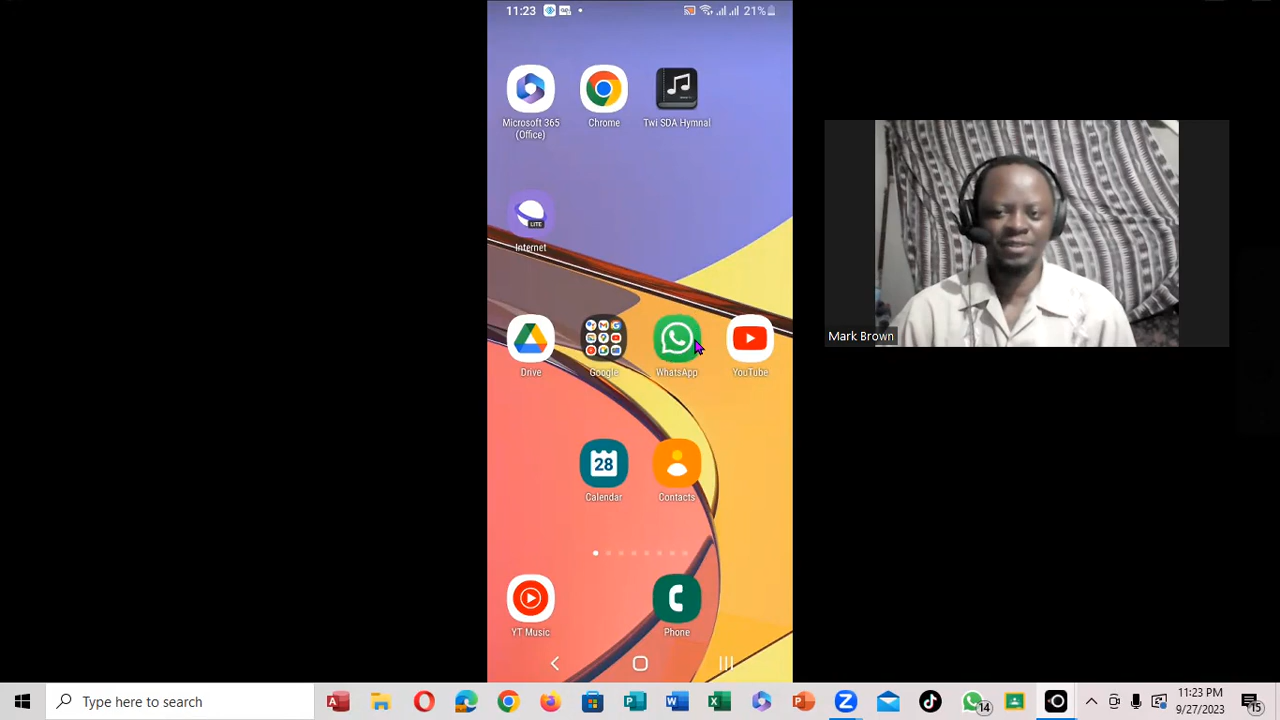 11:23
21%
Microsoft 365
(Office)
Chrome
Twi SDA Hymnal
LITE
Internet
Drive
Google
WhatsApp
YouTube
28
Calendar
Contacts
YT Music
Phone
Mark Brown
Type here to search
14
11:23 PM
9/27/2023
15